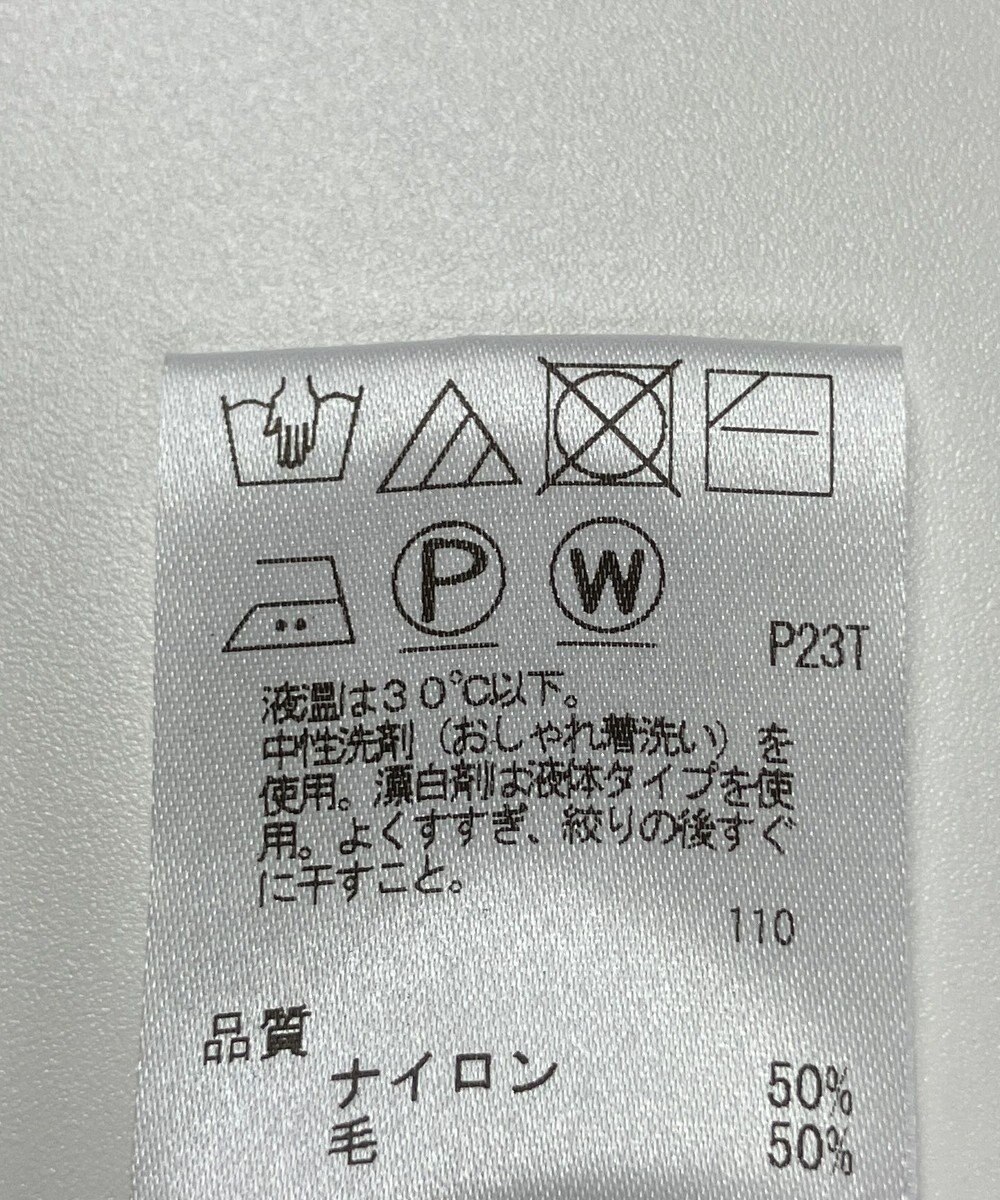 P
W
P23T
液温は30℃以下。
中性洗剤（おしゃれ着洗い）を
使用。漂白剤は液体タイプを使
用。よくすすぎ、絞りの後すぐ
に干すこと。
110
品質
ナイロン 50%
毛 50%